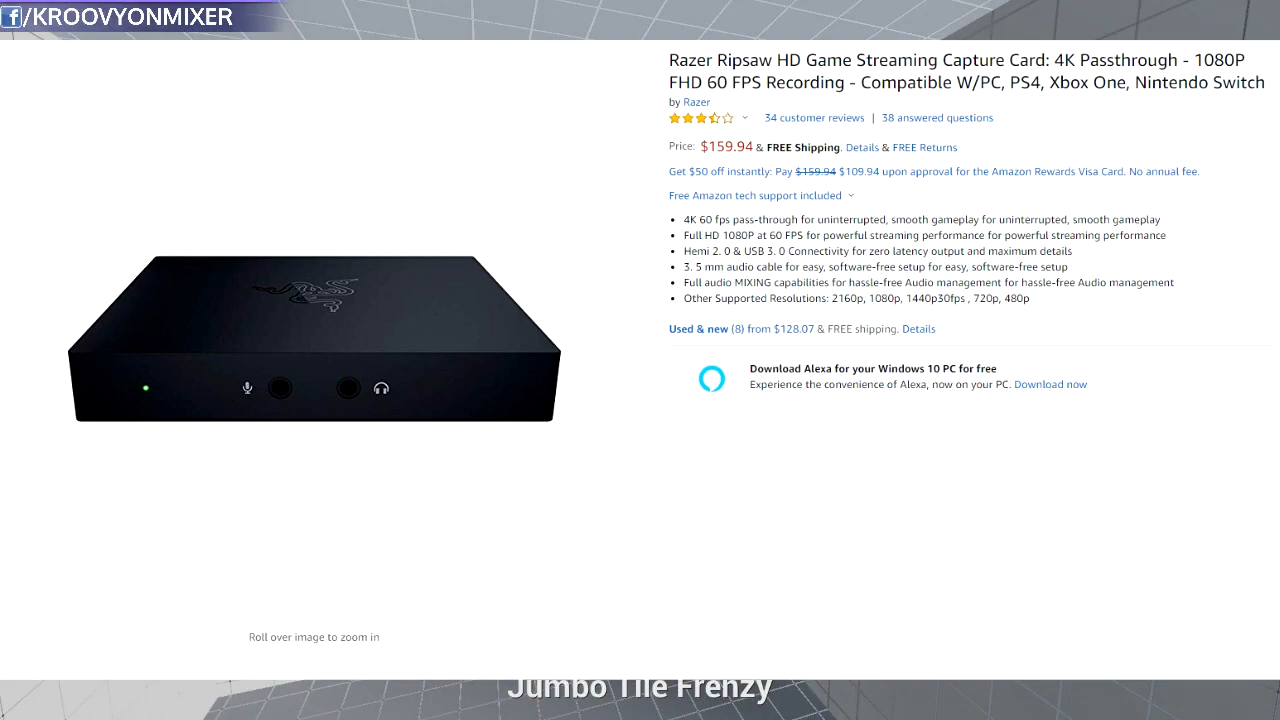 f/KROOVYONMIXER
Razer Ripsaw HD Game Streaming Capture Card: 4K Passthrough - 1080P
FHD 60 FPS Recording - Compatible W/PC, PS4, Xbox One, Nintendo Switch
by Razer
34 customer reviews | 38 answered questions
Price: $159.94 & FREE Shipping. Details & FREE Returns
Get $50 off instantly: Pay $159.94 $109.94 upon approval for the Amazon Rewards Visa Card. No annual fee.
Free Amazon tech support included
• 4K 60 fps pass-through for uninterrupted, smooth gameplay for uninterrupted, smooth gameplay
• Full HD 1080P at 60 FPS for powerful streaming performance for powerful streaming performance
• Hemi 2. 0 & USB 3. 0 Connectivity for zero latency output and maximum details
• 3. 5 mm audio cable for easy, software-free setup for easy, software-free setup
• Full audio MIXING capabilities for hassle-free Audio management for hassle-free Audio management
• Other Supported Resolutions: 2160p, 1080p, 1440p30fps , 720p, 480p
Used & new (8) from $128.07 & FREE shipping. Details
Download Alexa for your Windows 10 PC for free
Experience the convenience of Alexa, now on your PC. Download now
Roll over image to zoom in
Jumbo Tile Frenzy